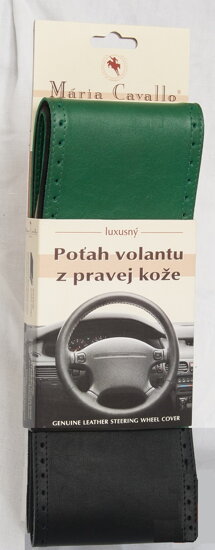 Mária Cavallo
luxusný
Poťah volantu
z pravej kože
GENUINE LEATHER STEERING WHEEL COVER